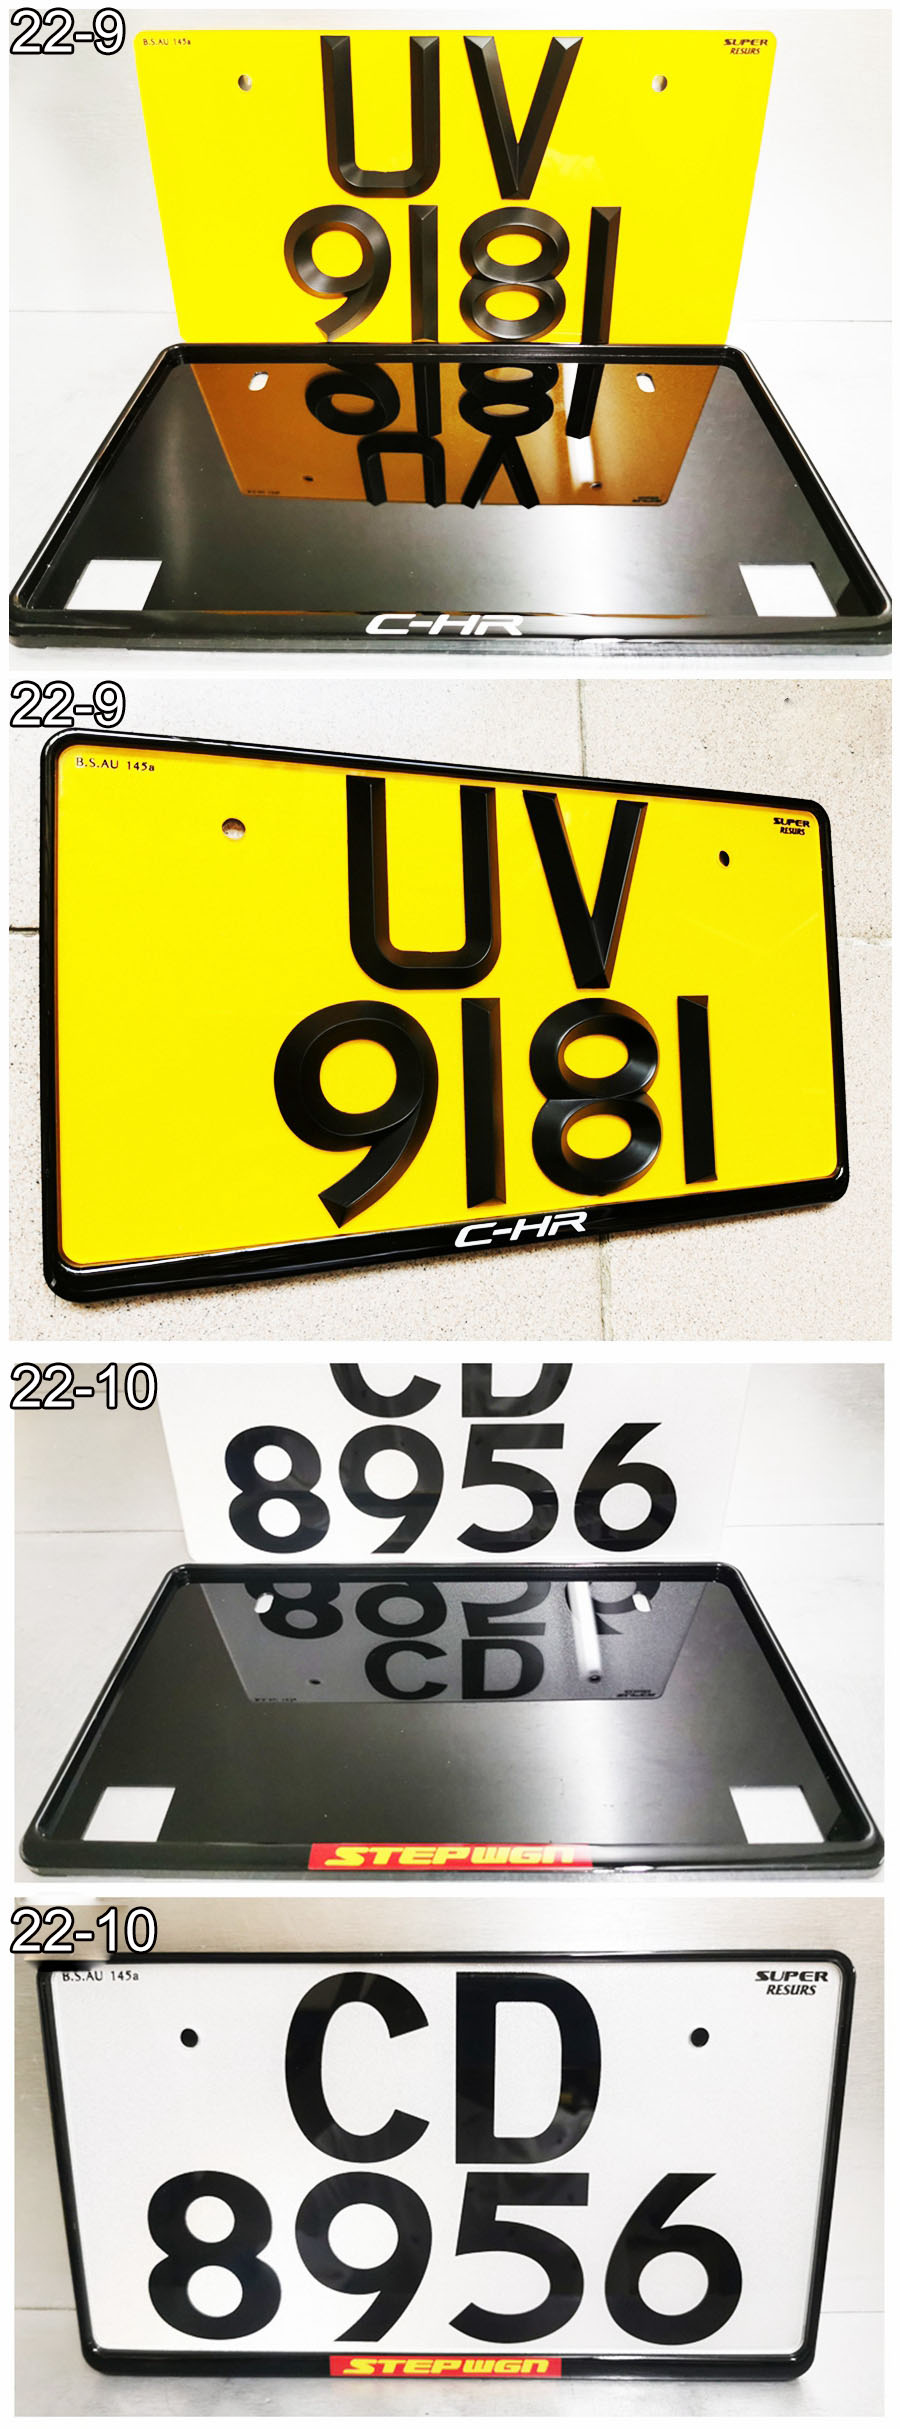 22-9
B.S.AU 145a
SUPER
RESURS
UV
9181
C-HR
22-9
B.S.AU 145a
SUPER
RESURS
UV
9181
C-HR
22-10
CD
8956
CD
STEPWGN
22-10
B.S.AU 145a
SUPER
RESURS
CD
8956
STEPWGN